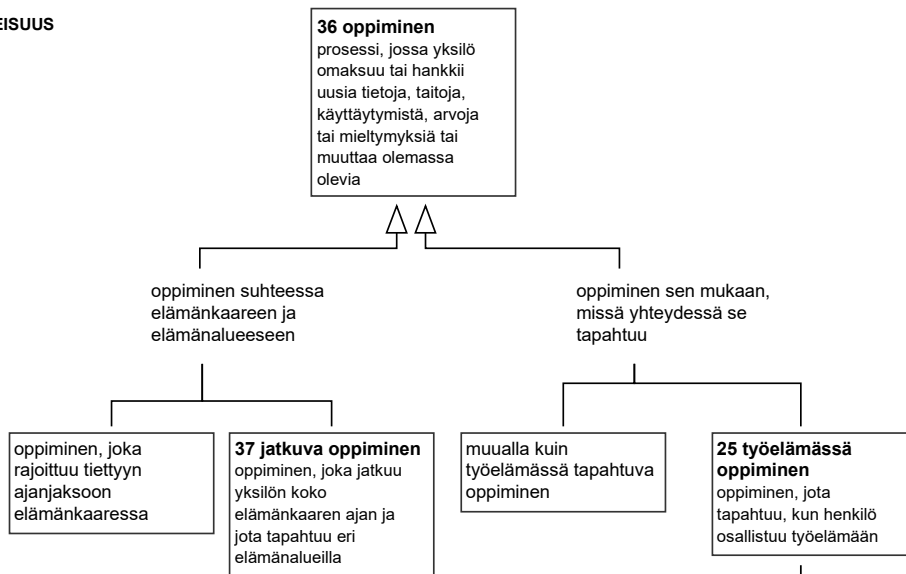 EISUUS
36 oppiminen
prosessi, jossa yksilö
omaksuu tai hankkii
uusia tietoja, taitoja,
käyttäytymistä, arvoja
tai mieltymyksiä tai
muuttaa olemassa
olevia
oppiminen suhteessa
elämänkaareen ja
elämänalueeseen
oppiminen sen mukaan,
missä yhteydessä se
tapahtuu
oppiminen, joka
rajoittuu tiettyyn
ajanjaksoon
elämänkaaressa
37 jatkuva oppiminen
oppiminen, joka jatkuu
yksilön koko
elämänkaaren ajan ja
jota tapahtuu eri
elämänalueilla
muualla kuin
työelämässä tapahtuva
oppiminen
25 työelämässä
oppiminen
oppiminen, jota
tapahtuu, kun henkilö
osallistuu työelämään